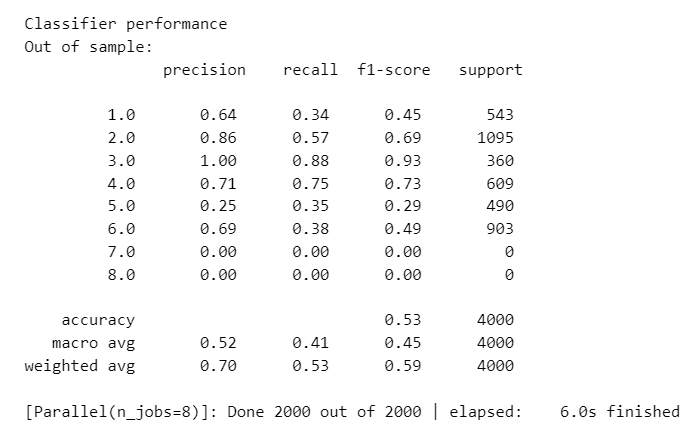 Classifier performance
Out of sample:
precision recall f1-score support
1.0 0.64 0.34 0.45 543
2.0 0.86 0.57 0.69 1095
3.0 1.00 0.88 0.93 360
4.0 0.71 0.75 0.73 609
5.0 0.25 0.35 0.29 490
6.0 0.69 0.38 0.49 903
7.0 0.00 0.00 0.00 0
8.0 0.00 0.00 0.00 0
accuracy 0.53 4000
macro avg 0.52 0.41 0.45 4000
weighted avg 0.70 0.53 0.59 4000
[Parallel(n_jobs=8)]: Done 2000 out of 2000 | elapsed: 6.0s finished